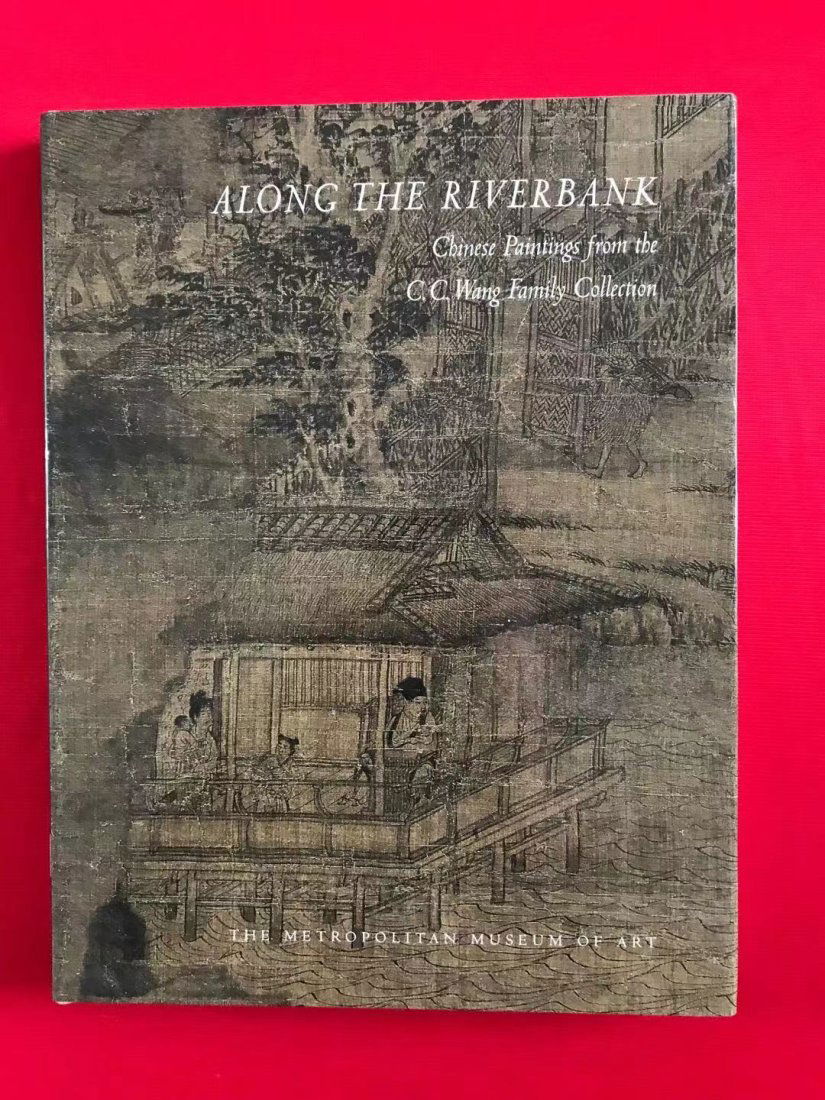 ALONG THE RIVERBANK
Chinese Paintings from the
C. C. Wang Family Collection
THE METROPOLITAN MUSEUM OF ART